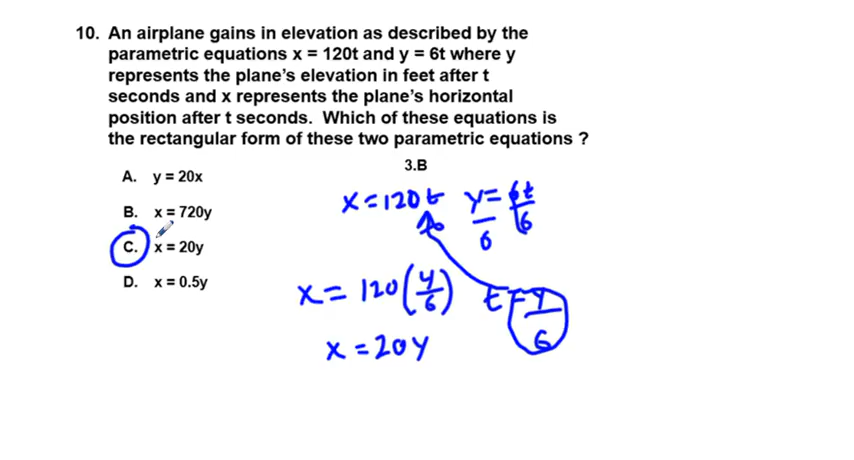 10. An airplane gains in elevation as described by the
parametric equations x = 120t and y = 6t where y
represents the plane's elevation in feet after t
seconds and x represents the plane's horizontal
position after t seconds. Which of these equations is
the rectangular form of these two parametric equations ?
3.B
A. y = 20x
B. x = 720y
C. x = 20y
D. x = 0.5y
x = 120t y/6 = 6t/6
x = 120(y/6) t = y/6
x = 20y